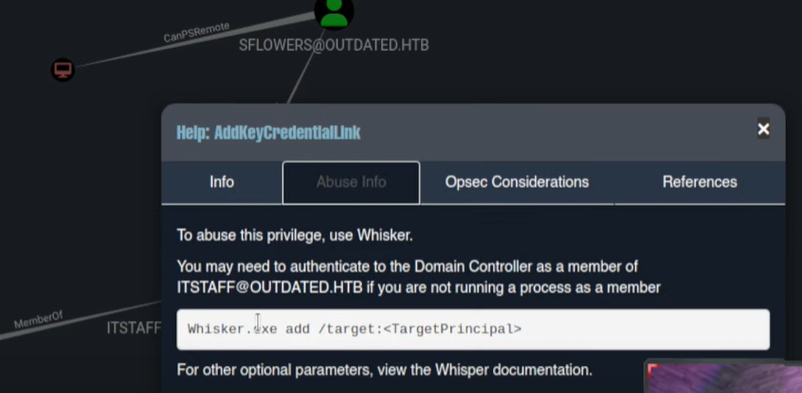 CanPSRemote
SFLOWERS@OUTDATED.HTB
Help: AddKeyCredentialLink
Info
Abuse Info
Opsec Considerations
References
To abuse this privilege, use Whisker.
You may need to authenticate to the Domain Controller as a member of
ITSTAFF@OUTDATED.HTB if you are not running a process as a member
MemberOf
ITSTAFF
Whisker.exe add /target:<TargetPrincipal>
For other optional parameters, view the Whisper documentation.